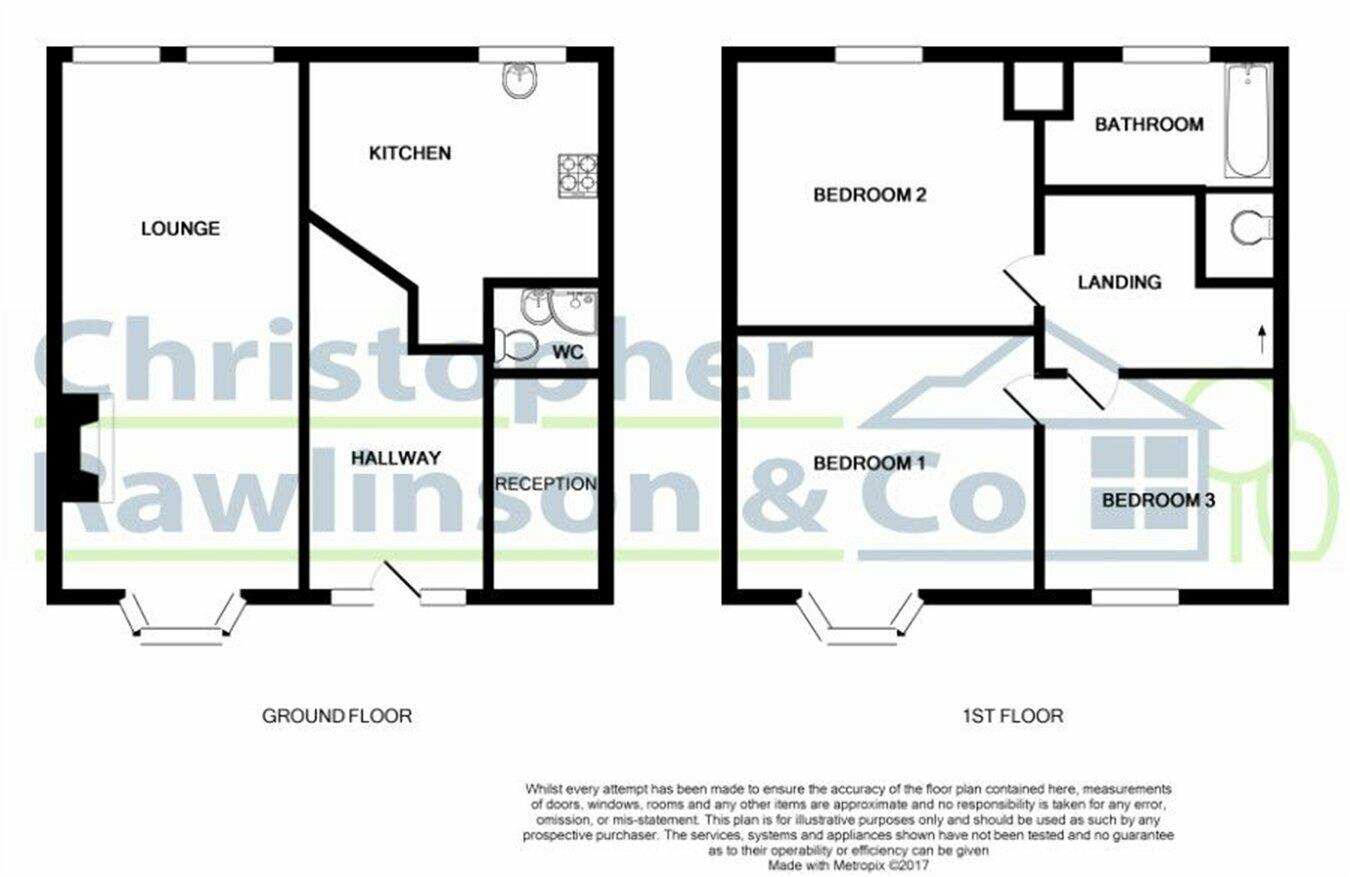 KITCHEN
LOUNGE
WC
HALLWAY
RECEPTION
GROUND FLOOR
BATHROOM
BEDROOM 2
LANDING
BEDROOM 1
BEDROOM 3
1ST FLOOR
Christopher
Rawlinson & Co
Whilst every attempt has been made to ensure the accuracy of the floor plan contained here, measurements
of doors, windows, rooms and any other items are approximate and no responsibility is taken for any error,
omission, or mis-statement. This plan is for illustrative purposes only and should be used as such by any
prospective purchaser. The services, systems and appliances shown have not been tested and no guarantee
as to their operability or efficiency can be given
Made with Metropix ©2017